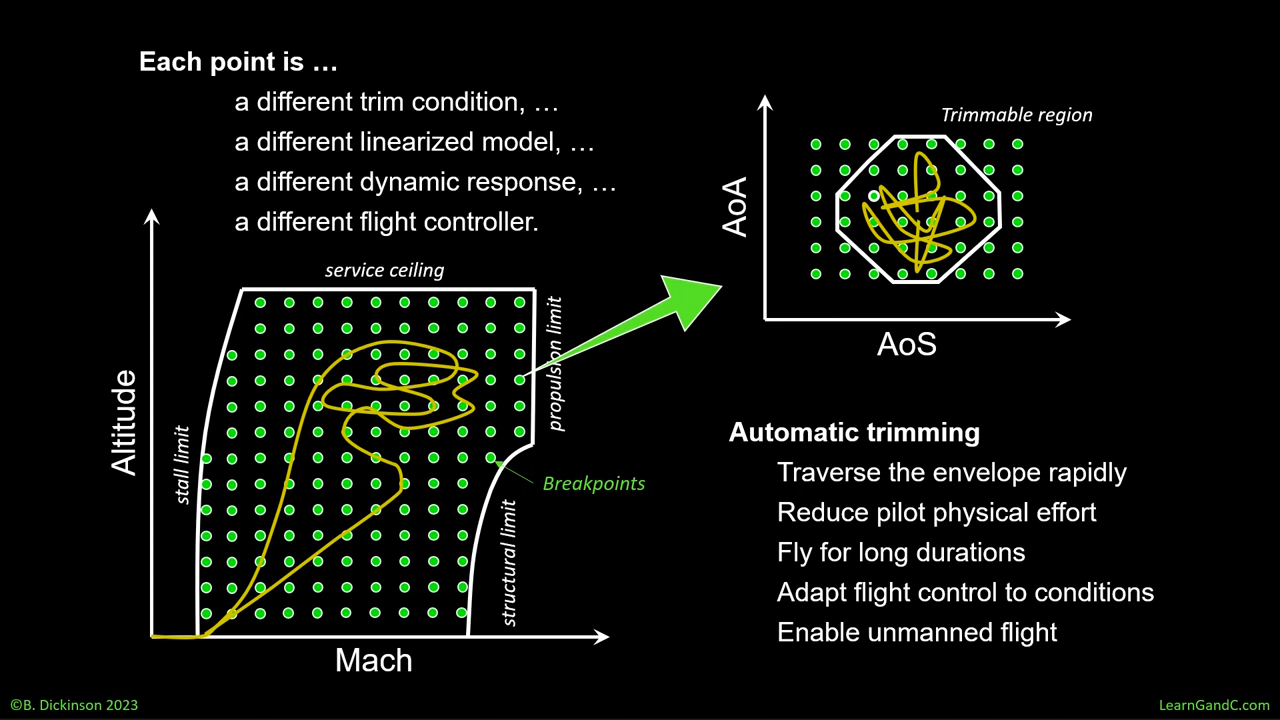 Each point is …
a different trim condition, …
a different linearized model, …
a different dynamic response, …
a different flight controller.
Trimmable region
AoA
AoS
service ceiling
propulsion limit
Altitude
stall limit
Breakpoints
structural limit
Mach
Automatic trimming
Traverse the envelope rapidly
Reduce pilot physical effort
Fly for long durations
Adapt flight control to conditions
Enable unmanned flight
©B. Dickinson 2023
LearnGandC.com